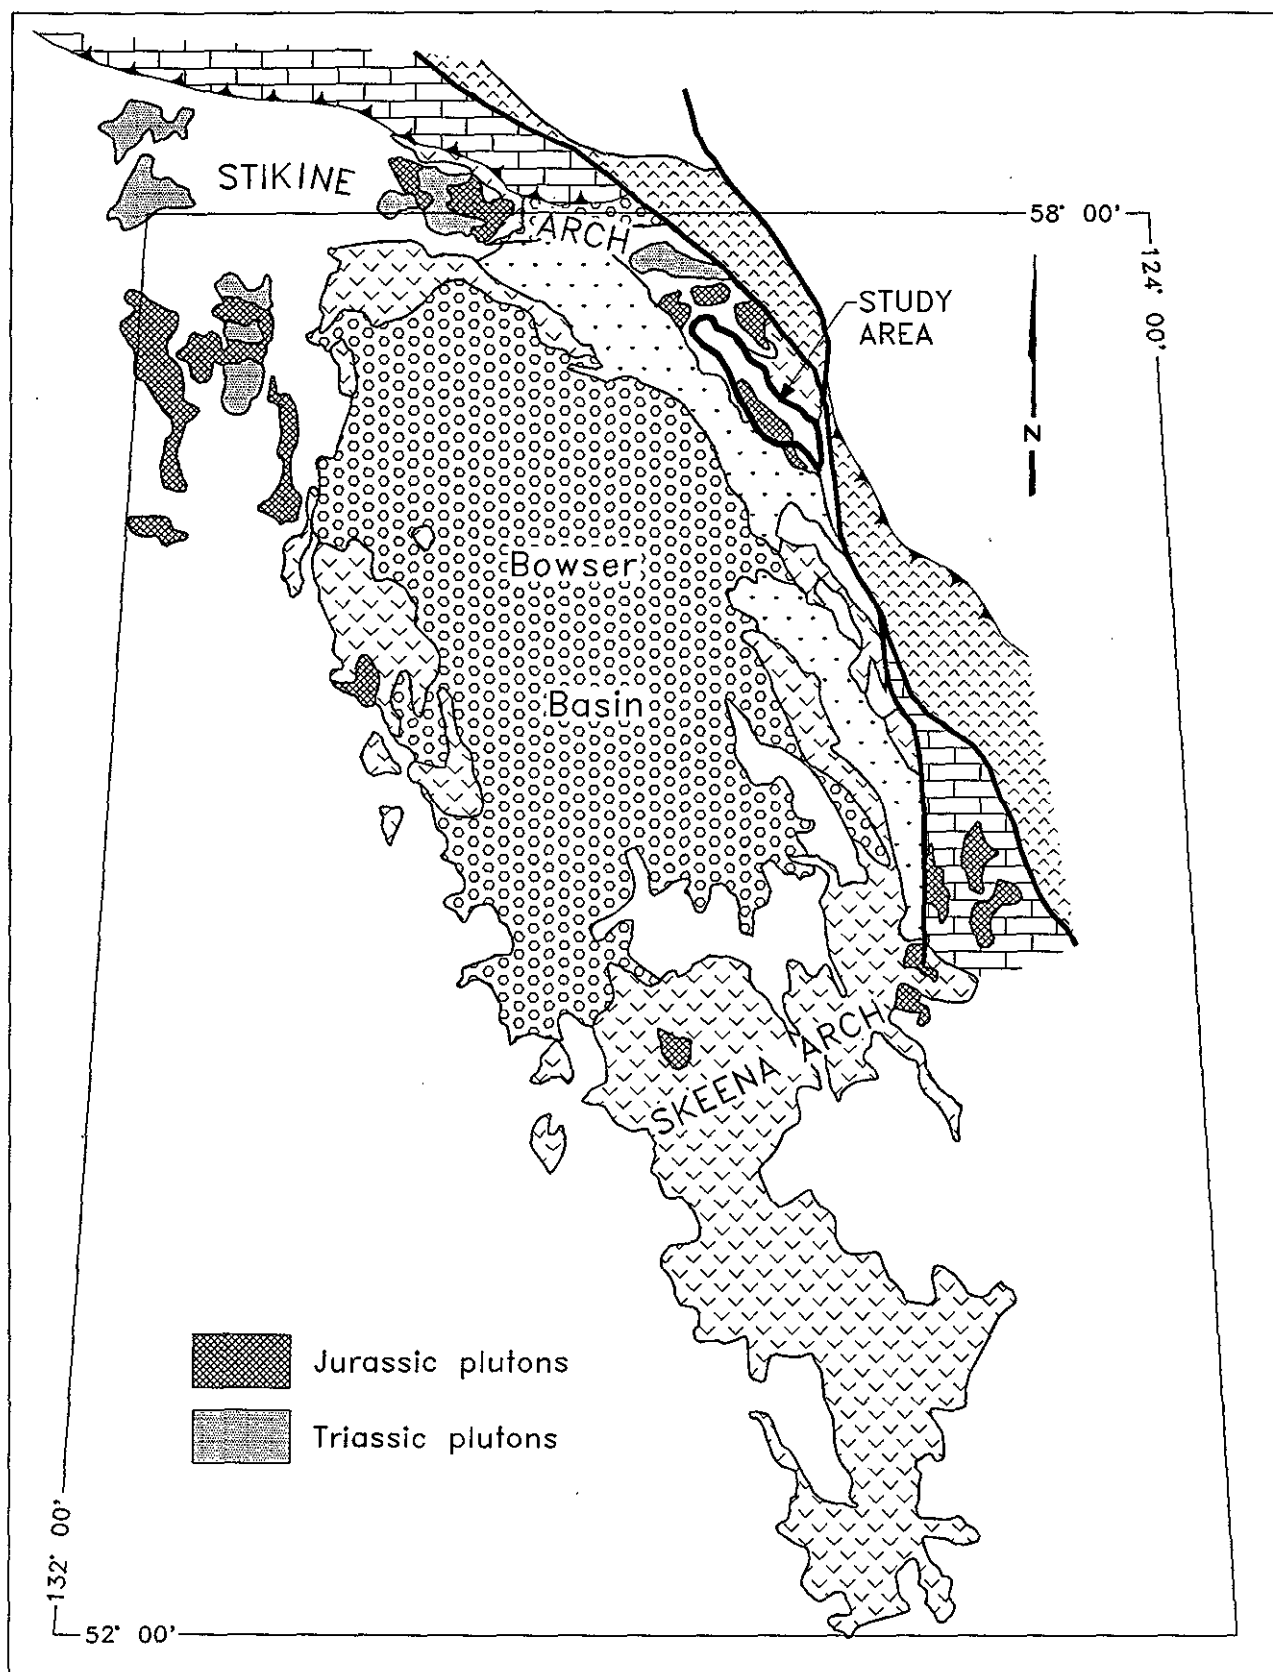 STIKINE
ARCH
58° 00'
124° 00'
STUDY
AREA
N
Bowser
Basin
SKEENA ARCH
Jurassic plutons
Triassic plutons
132° 00'
52° 00'